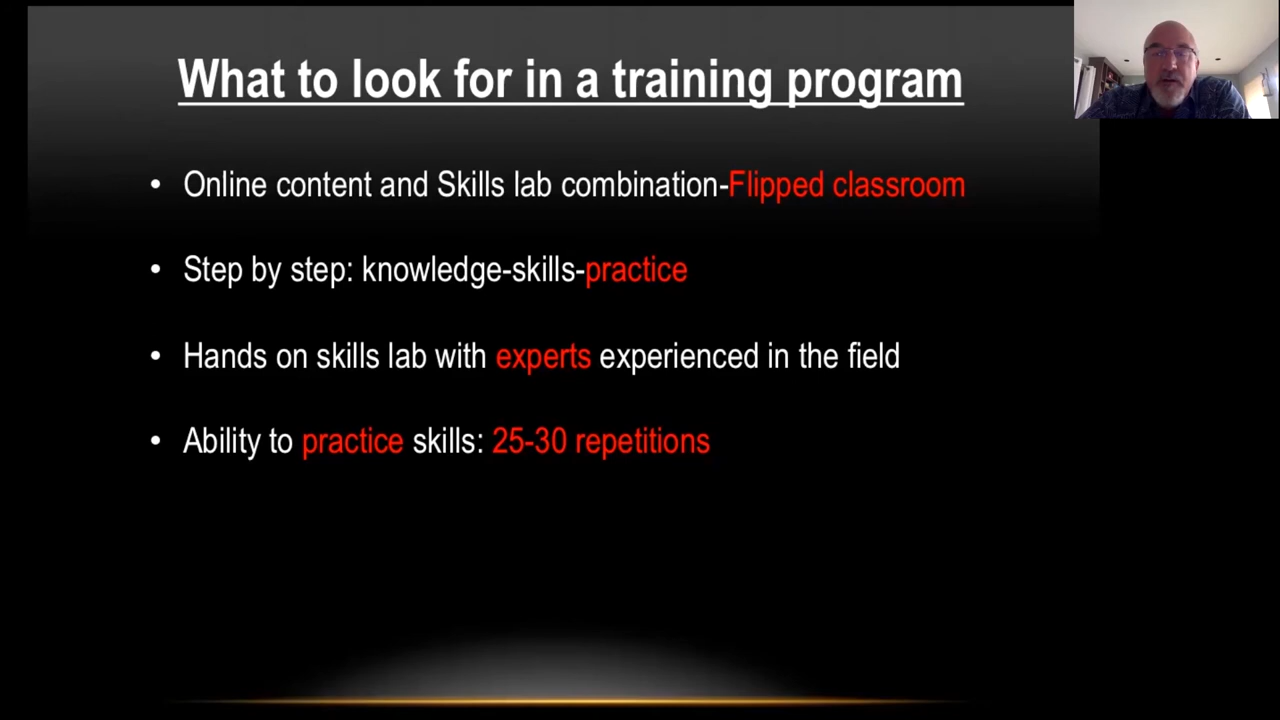 What to look for in a training program
• Online content and Skills lab combination-Flipped classroom
• Step by step: knowledge-skills-practice
• Hands on skills lab with experts experienced in the field
• Ability to practice skills: 25-30 repetitions